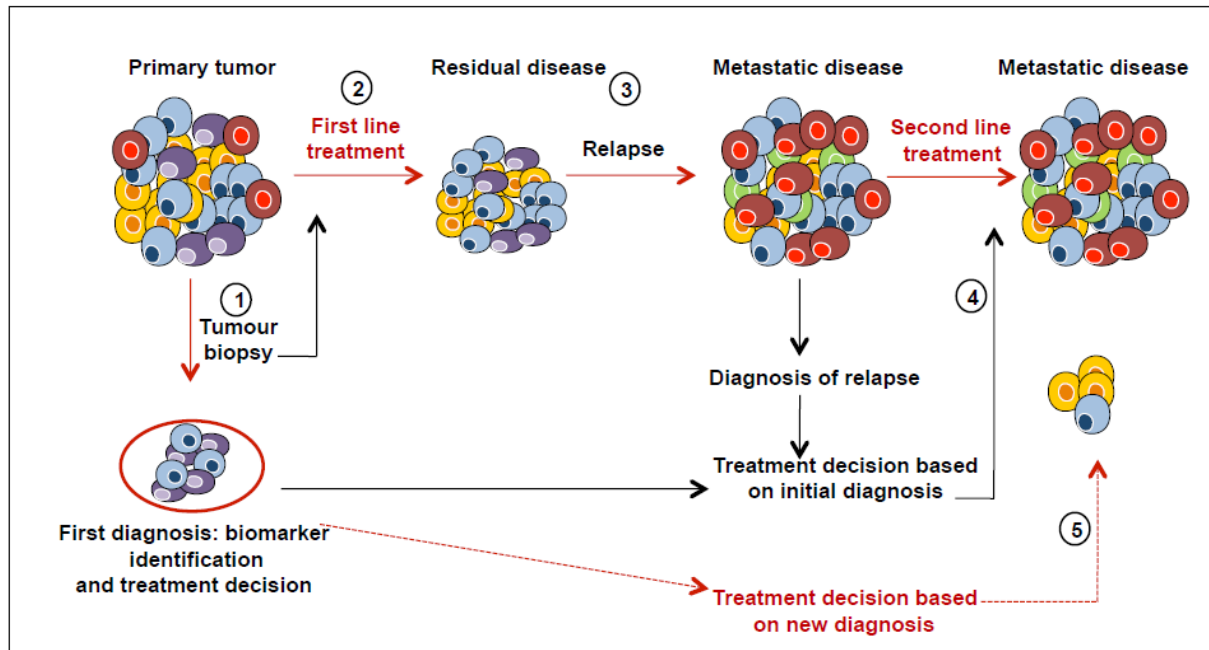 Primary tumor
Residual disease
Metastatic disease
Metastatic disease
2
First line
treatment
3
Relapse
Second line
treatment
1
Tumour
biopsy
4
Diagnosis of relapse
Treatment decision based
on initial diagnosis
First diagnosis: biomarker
identification
and treatment decision
5
Treatment decision based
on new diagnosis